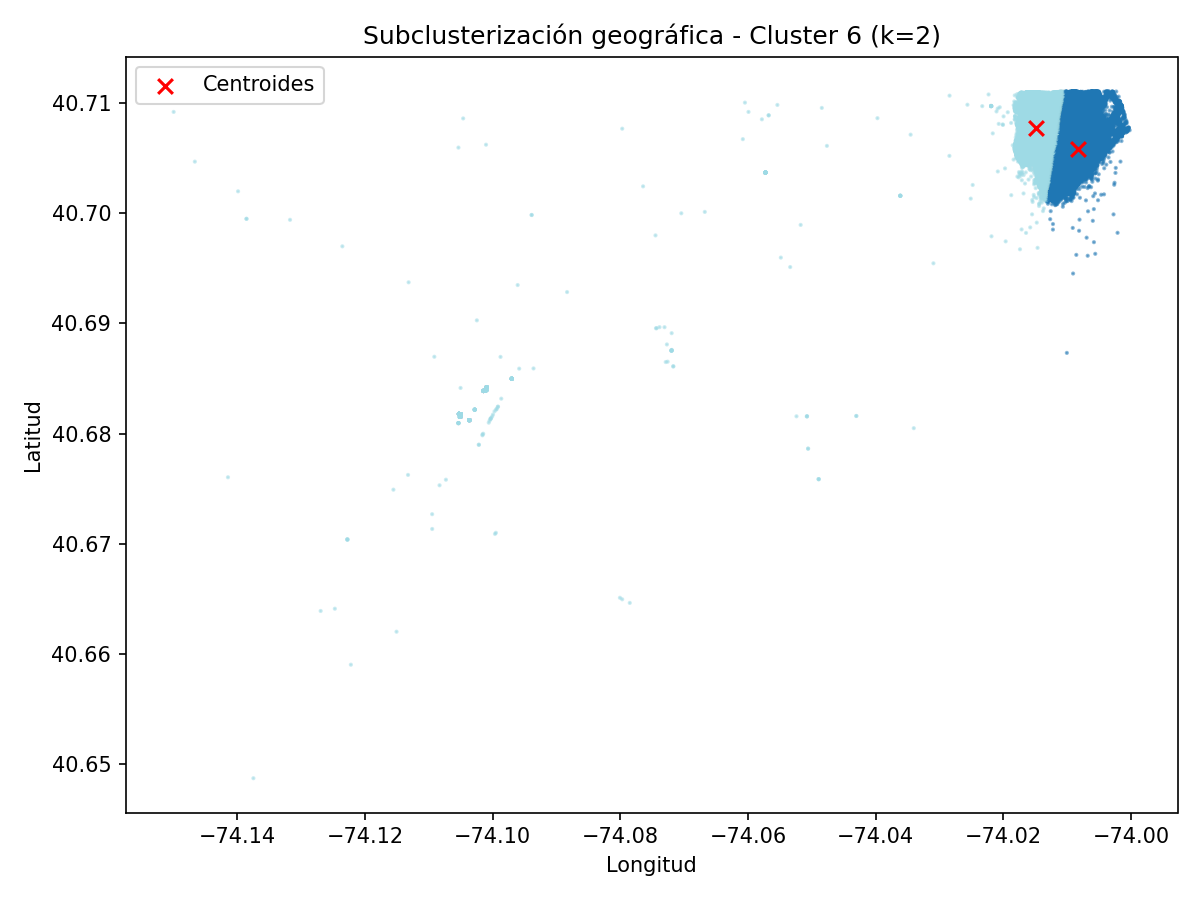 Subclusterización geográfica - Cluster 6 (k=2)
Centroides
40.71
40.70
40.69
40.68
40.67
40.66
40.65
Latitud
−74.14 −74.12 −74.10 −74.08 −74.06 −74.04 −74.02 −74.00
Longitud